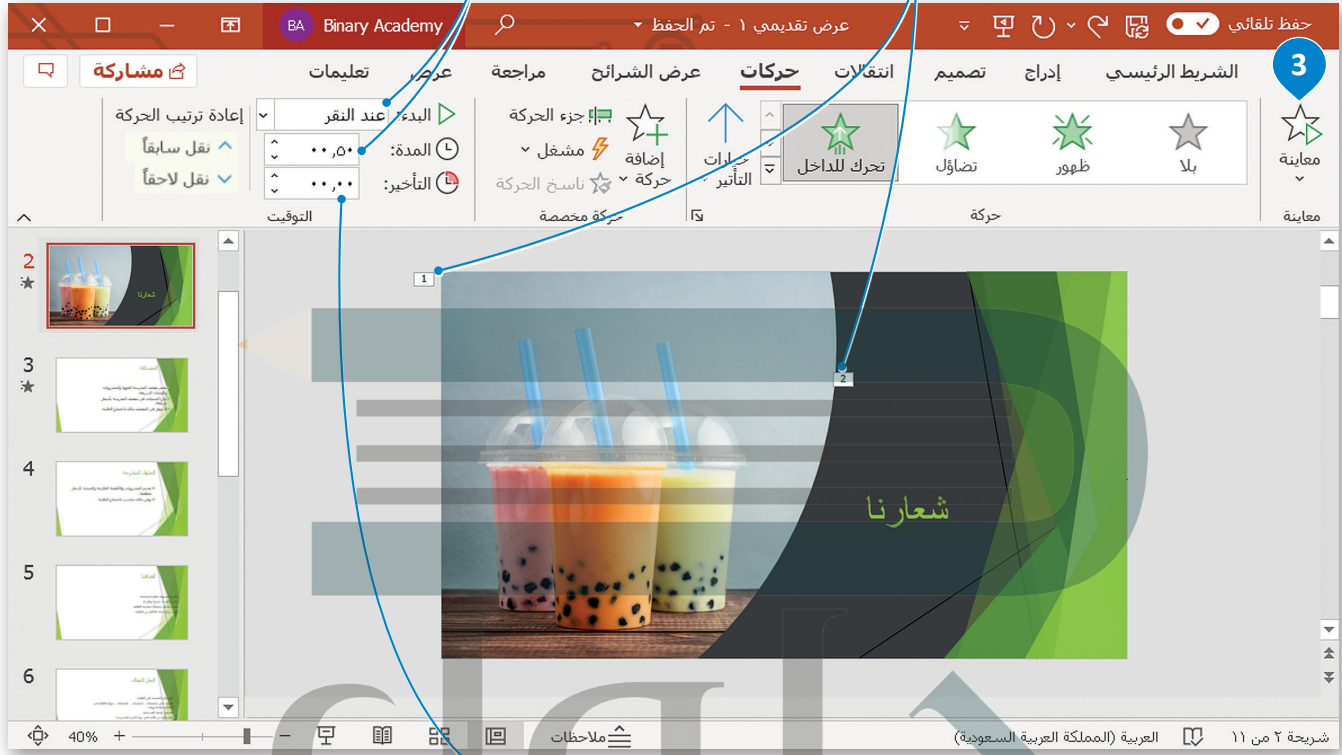 حفظ تلقائي
عرض تقديمي ١ - تم الحفظ
Binary Academy
BA
3
الشريط الرئيسي
إدراج
تصميم
انتقالات
حركات
عرض الشرائح
مراجعة
عرض
تعليمات
مشاركة
معاينة
بلا
ظهور
تضاؤل
تحرك للداخل
خيارات التأثير
إضافة حركة
جزء الحركة
مشغل
ناسخ الحركة
البدء: عند النقر
المدة: ٠٠,٥٠
التأخير: ٠٠,٠٠
إعادة ترتيب الحركة
نقل سابقاً
نقل لاحقاً
معاينة
حركة
حركة مخصصة
التوقيت
1
2
شعارنا
2
شعارنا
3
4
5
6
شريحة ٢ من ١١
العربية (المملكة العربية السعودية)
ملاحظات
40%